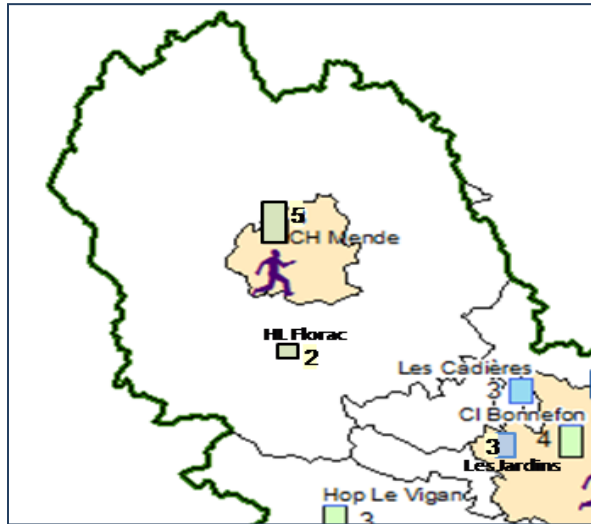 5
CH Mende
HL Florac
2
Les Cadières
3
Cl Bonnefon
3
4
Les Jardins
Hop Le Vigan
3